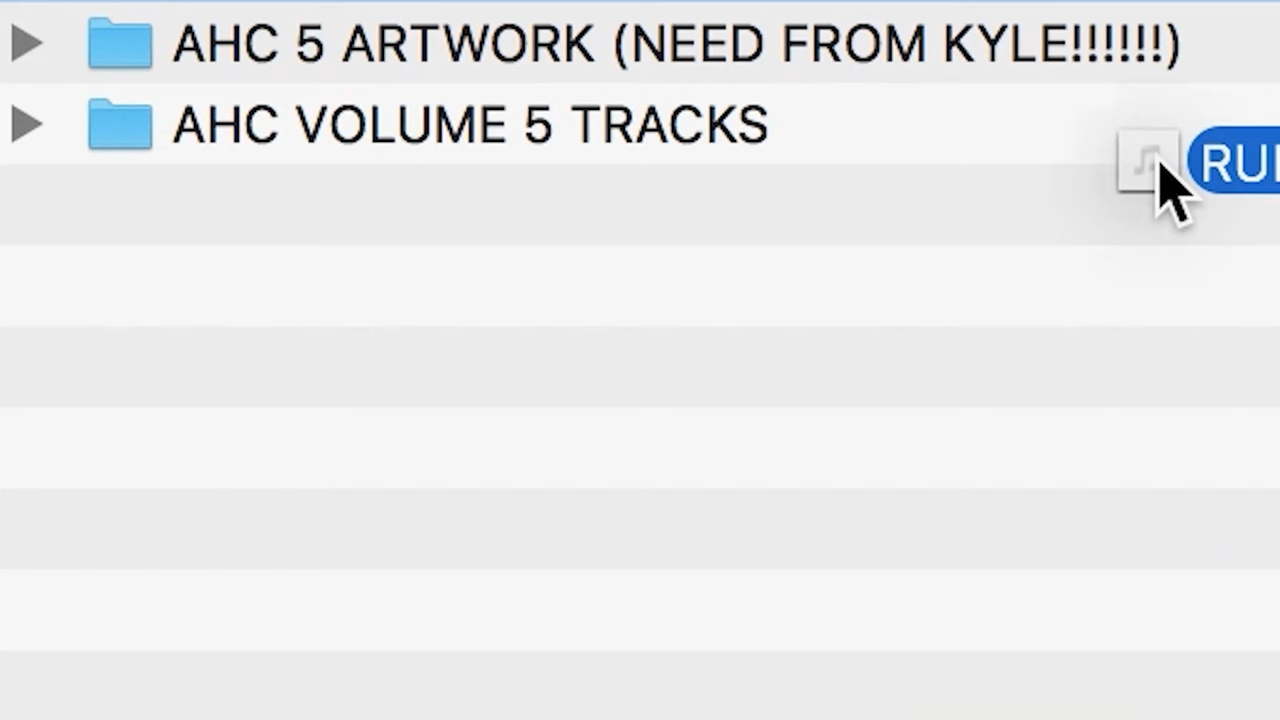 AHC 5 ARTWORK (NEED FROM KYLE!!!!!!)
AHC VOLUME 5 TRACKS